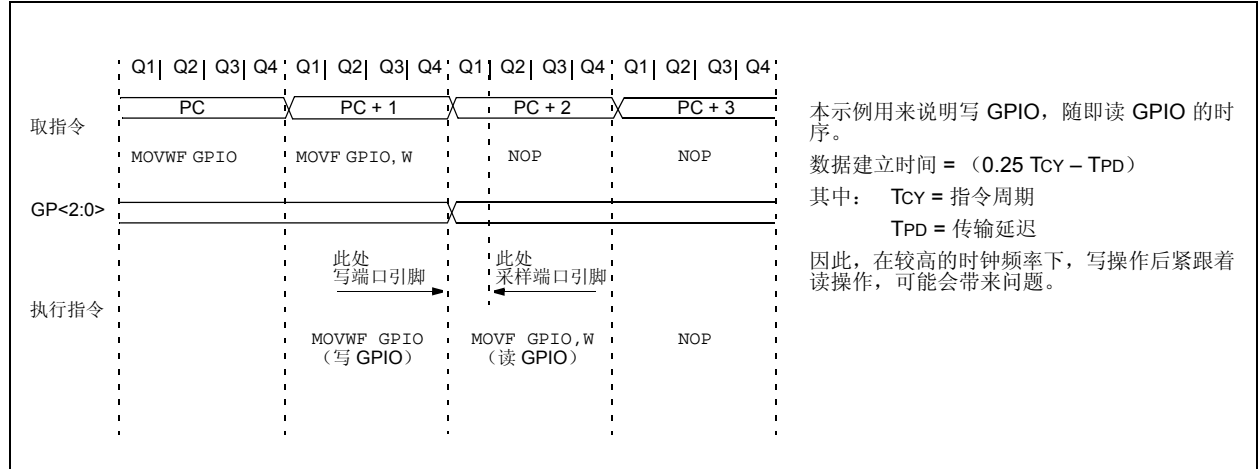 Q1| Q2| Q3| Q4 Q1| Q2| Q3| Q4 Q1| Q2| Q3| Q4 Q1| Q2| Q3| Q4
取指令 PC PC + 1 PC + 2 PC + 3
MOVWF GPIO MOVF GPIO, W NOP NOP
GP<2:0>
此处
写端口引脚
此处
采样端口引脚
执行指令
MOVWF GPIO
（写 GPIO）
MOVF GPIO,W
（读 GPIO）
NOP
本示例用来说明写 GPIO，随即读 GPIO 的时
序。
数据建立时间 = （0.25 TCY – TPD）
其中： TCY = 指令周期
TPD = 传输延迟
因此，在较高的时钟频率下，写操作后紧跟着
读操作，可能会带来问题。